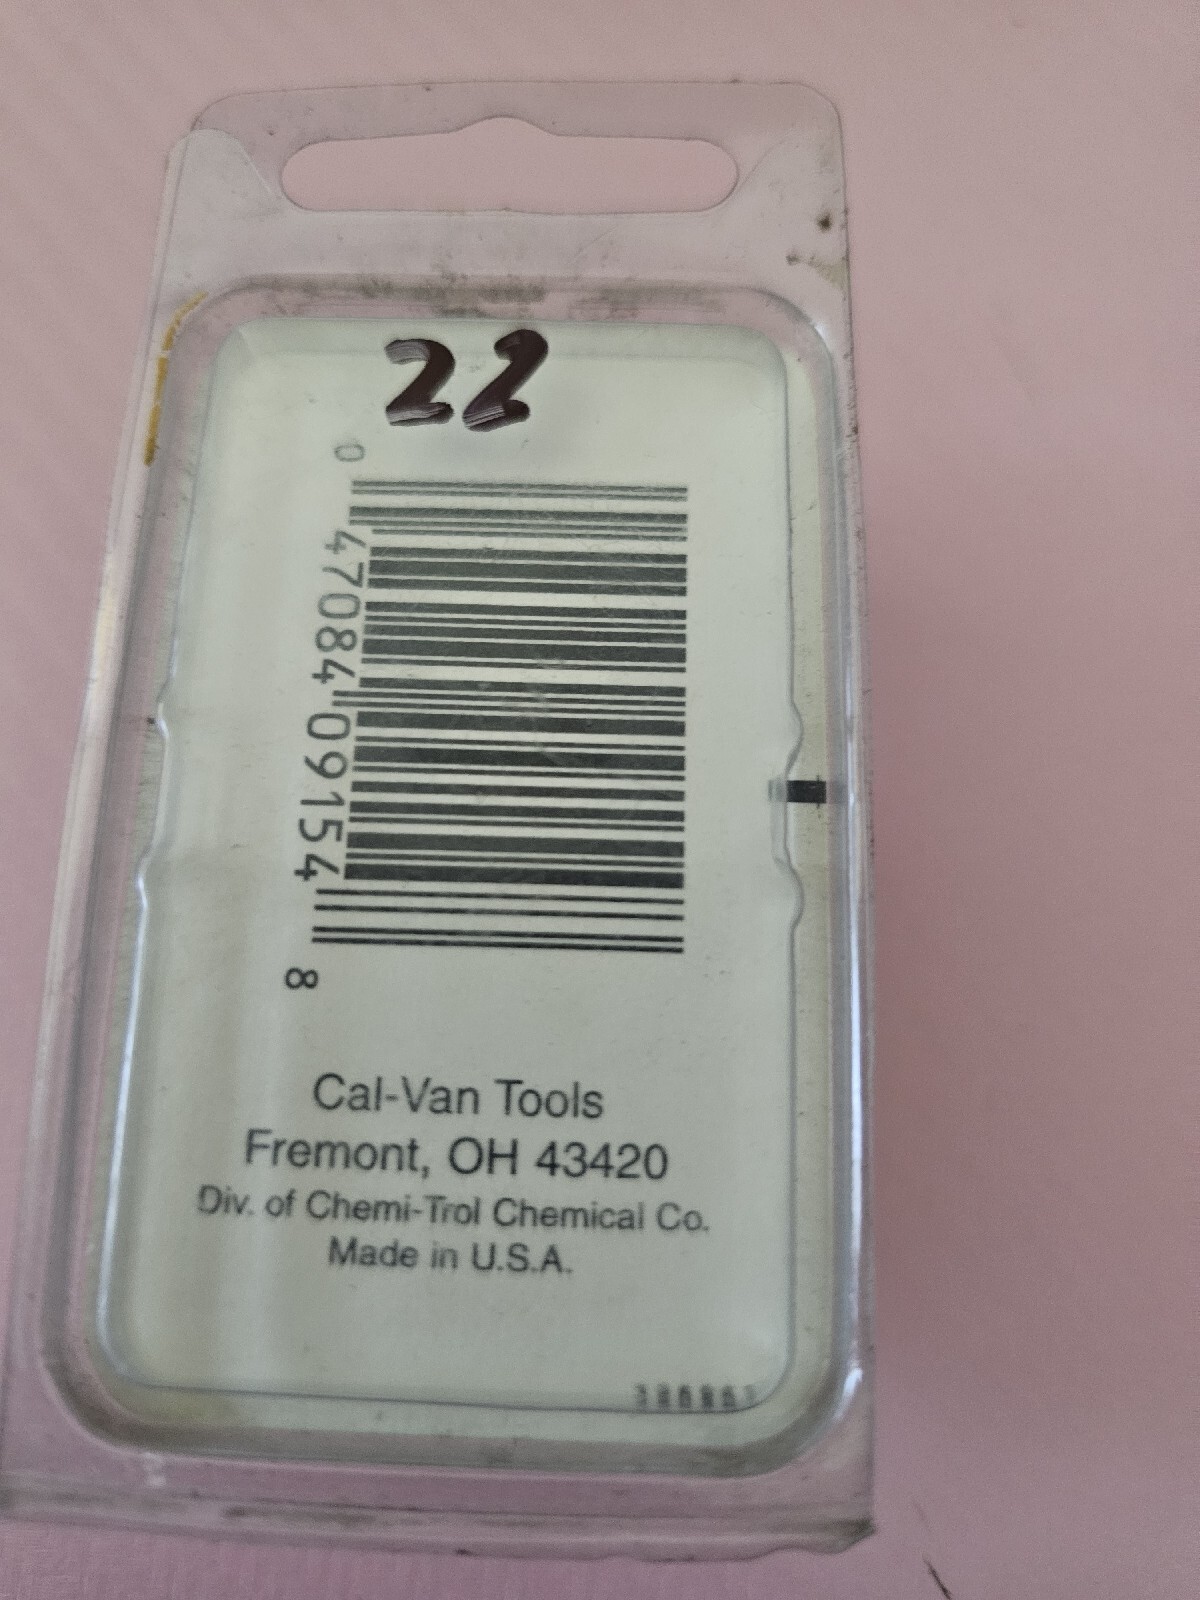 22
0 47084 09154 8
Cal-Van Tools
Fremont, OH 43420
Div. of Chemi-Trol Chemical Co.
Made in U.S.A.